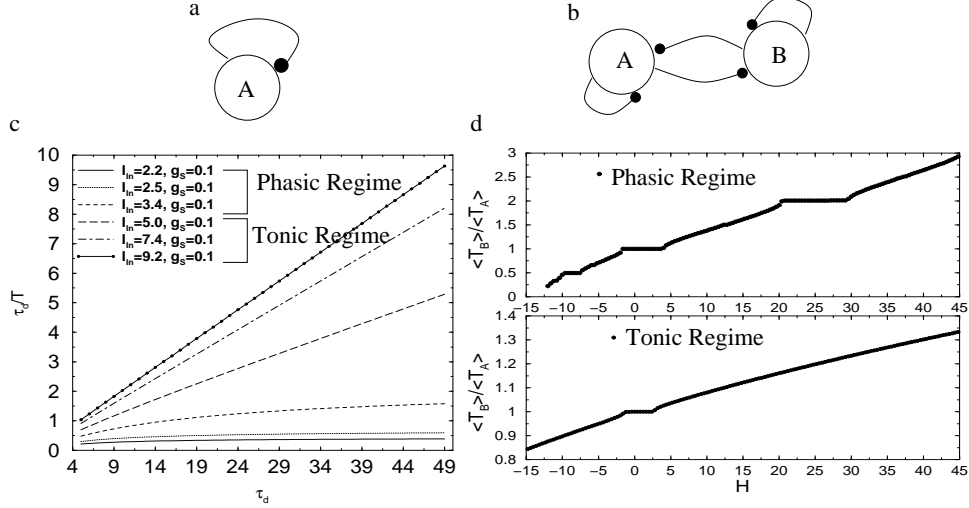 a
b
A
A
B
c
d
10
9
8
7
6
5
4
3
2
1
0
τd/T
I_In=2.2, g_S=0.1
I_In=2.5, g_S=0.1
I_In=3.4, g_S=0.1
I_In=5.0, g_S=0.1
I_In=7.4, g_S=0.1
I_In=9.2, g_S=0.1
Phasic Regime
Tonic Regime
4 9 14 19 24 29 34 39 44 49
τd
3
2.5
2
1.5
1
0.5
0
<T_B>/<T_A>
Phasic Regime
−15 −10 −5 0 5 10 15 20 25 30 35 40 45
1.4
1.3
1.2
1.1
1
0.9
0.8
<T_B>/<T_A>
Tonic Regime
−15 −10 −5 0 5 10 15 20 25 30 35 40 45
H